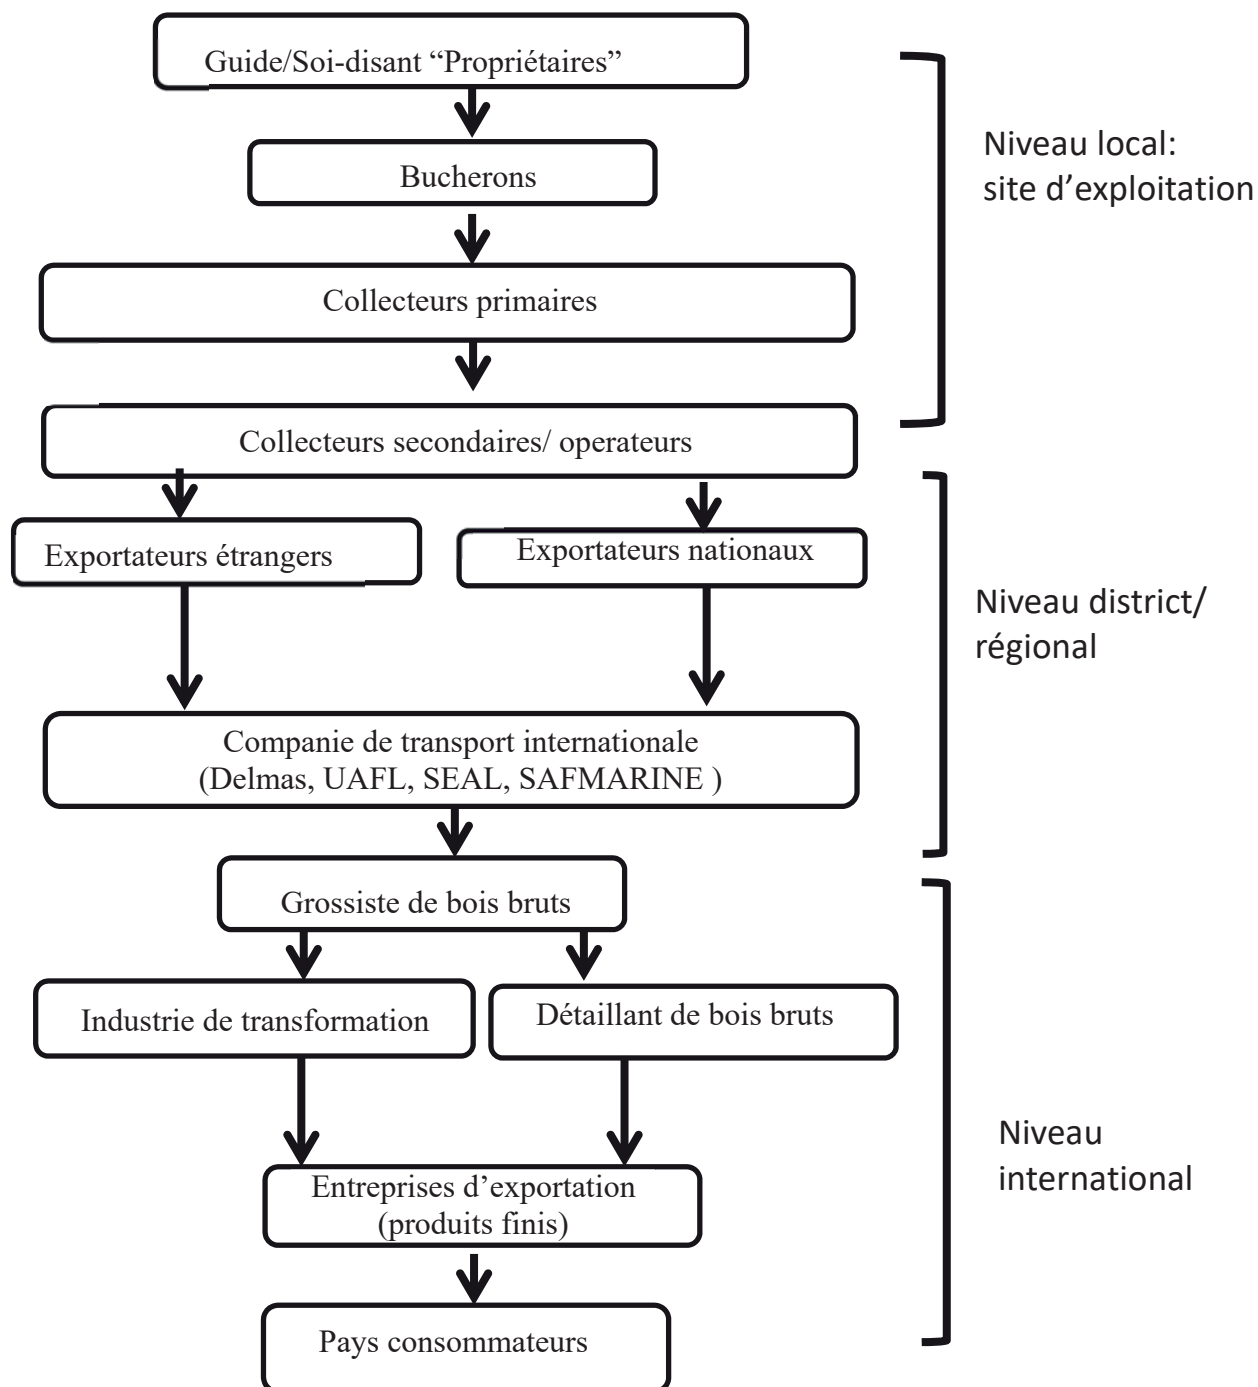 Guide/Soi-disant “Propriétaires”
Niveau local:
site d’exploitation
Bucherons
Collecteurs primaires
Collecteurs secondaires/ operateurs
Exportateurs étrangers
Exportateurs nationaux
Niveau district/
régional
Companie de transport internationale
(Delmas, UAFL, SEAL, SAFMARINE )
Grossiste de bois bruts
Industrie de transformation
Détaillant de bois bruts
Niveau
international
Entreprises d’exportation
(produits finis)
Pays consommateurs